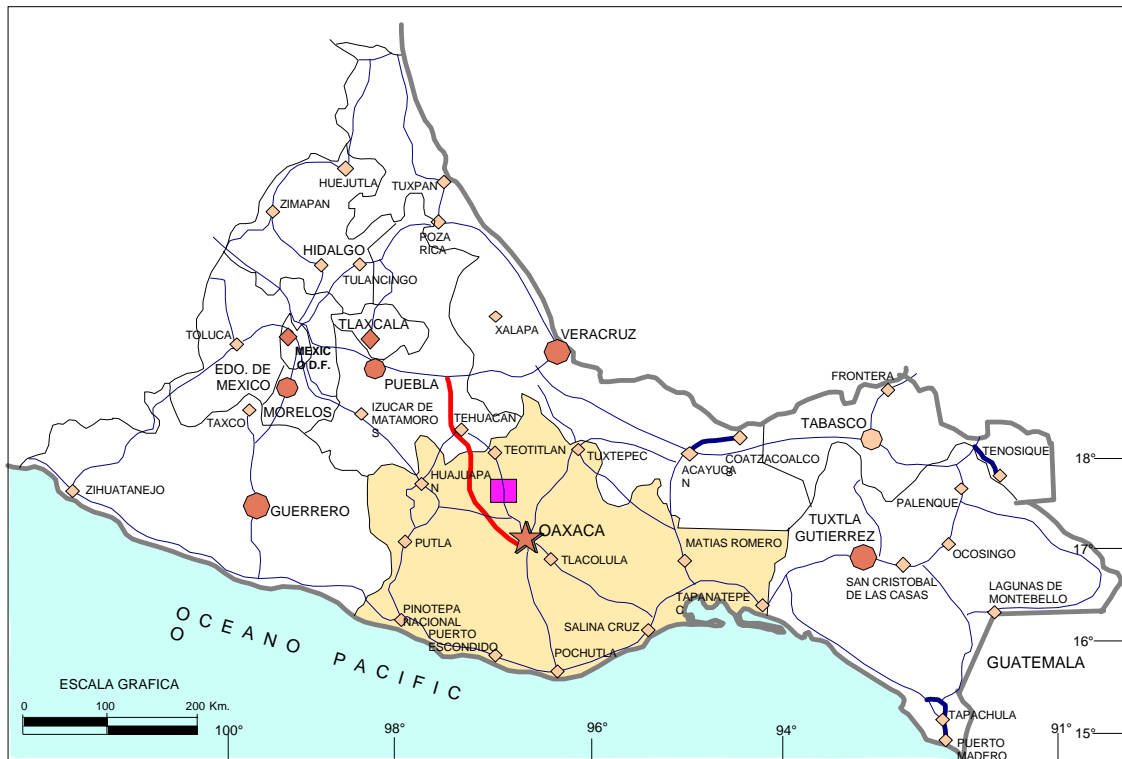 HUEJUTLA
TUXPAN
ZIMAPAN
POZA
RICA
HIDALGO
TULANCINGO
TLAXCALA
XALAPA
VERACRUZ
TOLUCA
MEXIC
O D.F.
EDO. DE
MEXICO
PUEBLA
FRONTERA
MORELOS
TAXCO
IZUCAR DE
MATAMORO
S
TEHUACAN
TABASCO
TEOTITLAN
TUXTEPEC
COATZACOALCO
S
ACAYUCA
N
TENOSIQUE
18°
HUAJUAPA
N
ZIHUATANEJO
PALENQUE
GUERRERO
OAXACA
TUXTLA
GUTIERREZ
PUTLA
MATIAS ROMERO
17°
OCOSINGO
TLACOLULA
SAN CRISTOBAL
DE LAS CASAS
LAGUNAS DE
MONTEBELLO
TAPANATEPE
C
PINOTEPA
NACIONAL
OCEANO PACIFIC
O
SALINA CRUZ
PUERTO
ESCONDIDO
16°
POCHUTLA
GUATEMALA
ESCALA GRAFICA
0 100 200 Km.
TAPACHULA
100° 98° 96° 94° 91°
15°
PUERTO
MADERO